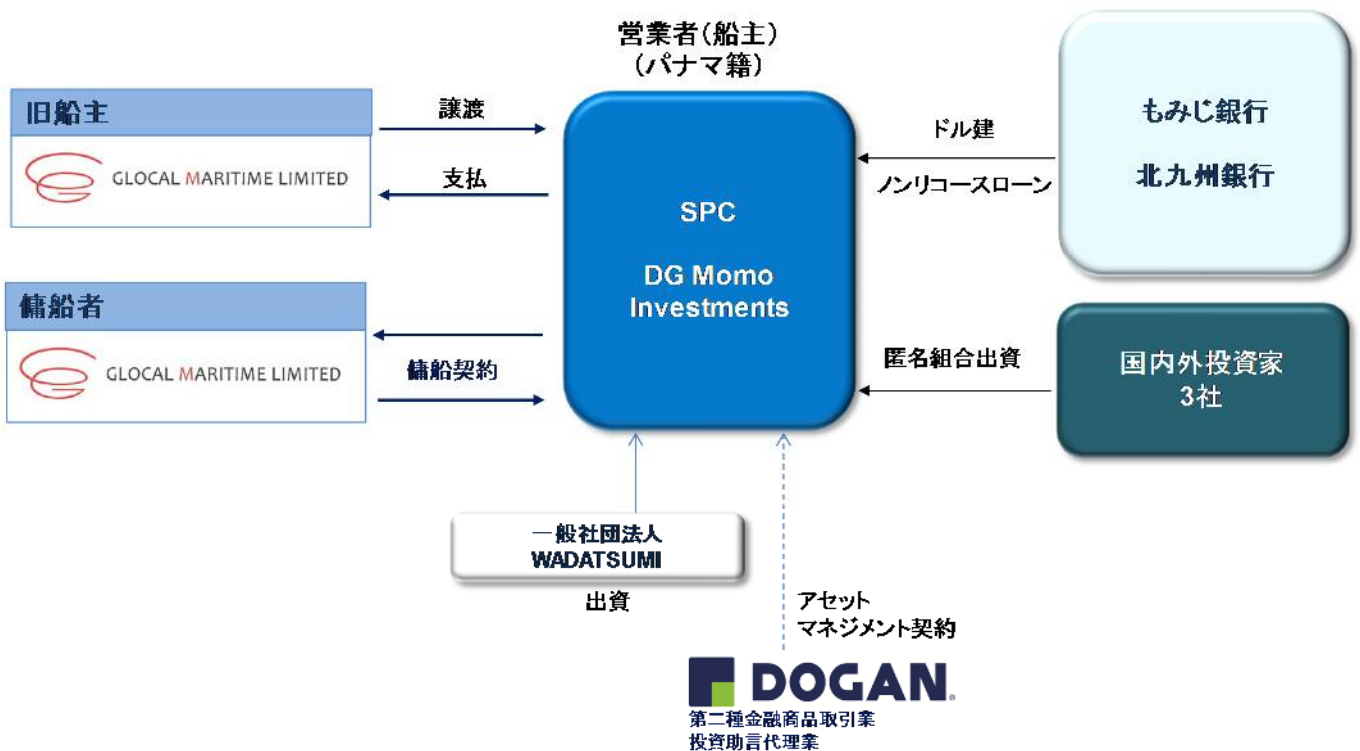 営業者(船主)
(パナマ籍)
旧船主
GLOCAL MARITIME LIMITED
譲渡
支払
傭船者
GLOCAL MARITIME LIMITED
傭船契約
SPC
DG Momo
Investments
ドル建
ノンリコースローン
もみじ銀行
北九州銀行
匿名組合出資
国内外投資家
3社
一般社団法人
WADATSUMI
出資
アセット
マネジメント契約
DOGAN®
第二種金融商品取引業
投資助言代理業